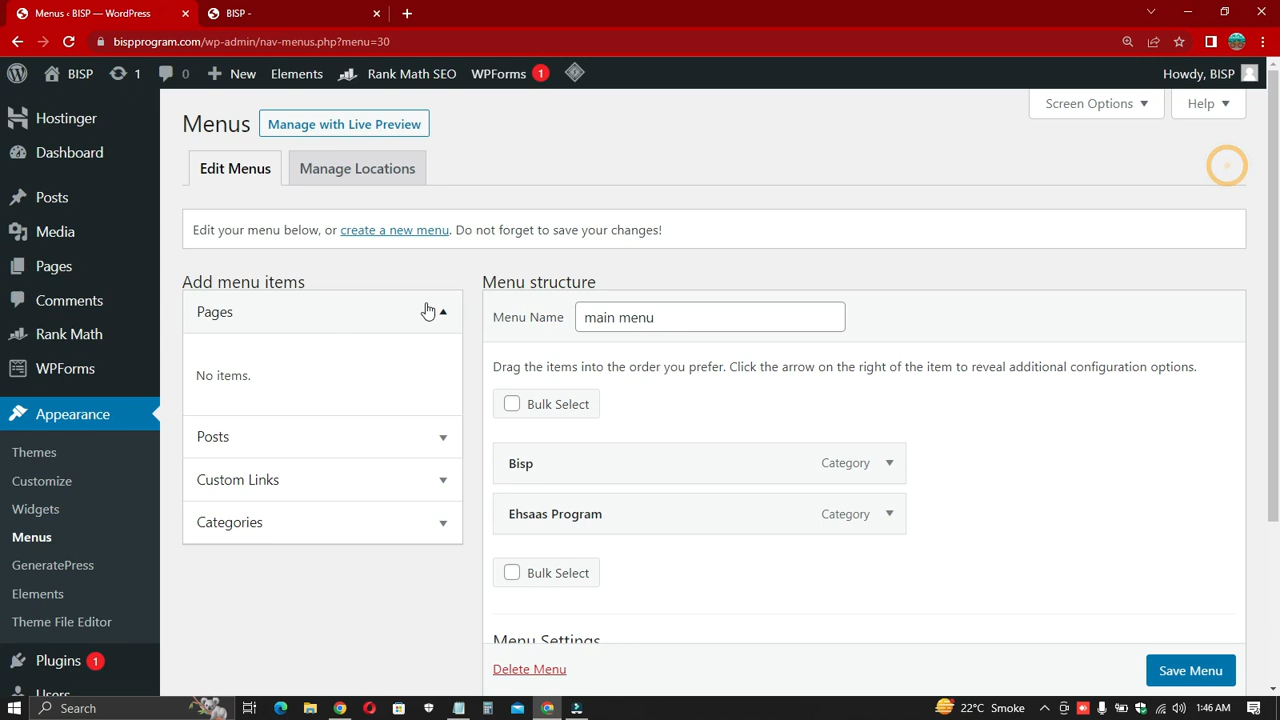 Menus ‹ BISP — WordPress
BISP -
bispprogram.com/wp-admin/nav-menus.php?menu=30
BISP 1 0 New Elements Rank Math SEO WPForms 1 Howdy, BISP
Screen Options Help
Hostinger
Dashboard
Posts
Media
Pages
Comments
Rank Math
WPForms
Appearance
Themes
Customize
Widgets
Menus
GeneratePress
Elements
Theme File Editor
Plugins 1
Users
Menus Manage with Live Preview
Edit Menus Manage Locations
Edit your menu below, or create a new menu. Do not forget to save your changes!
Add menu items
Pages
No items.
Posts
Custom Links
Categories
Menu structure
Menu Name main menu
Drag the items into the order you prefer. Click the arrow on the right of the item to reveal additional configuration options.
Bulk Select
Bisp Category
Ehsaas Program Category
Bulk Select
Menu Settings
Delete Menu Save Menu
Search 22°C Smoke 1:46 AM